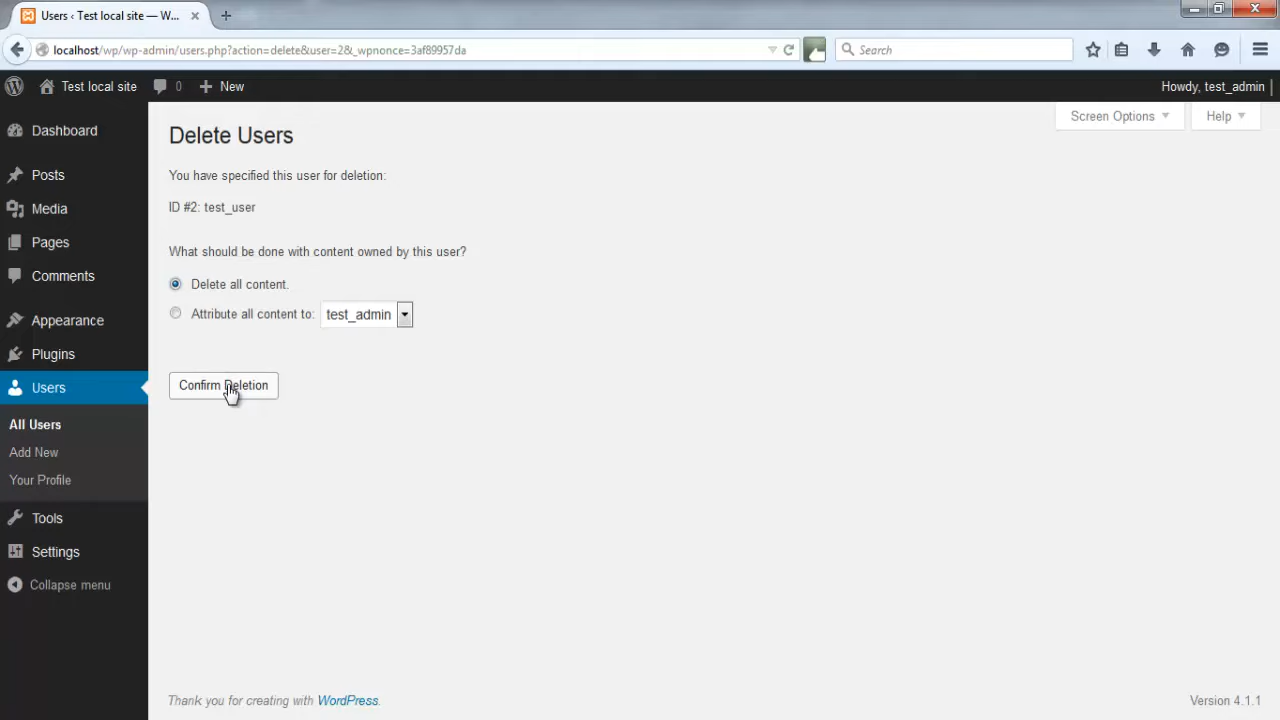 Users ‹ Test local site — W...
localhost/wp/wp-admin/users.php?action=delete&user=2&_wpnonce=3af89957da
Search
Test local site
0
New
Howdy, test_admin
Screen Options
Help
Dashboard
Posts
Media
Pages
Comments
Appearance
Plugins
Users
All Users
Add New
Your Profile
Tools
Settings
Collapse menu
Delete Users
You have specified this user for deletion:
ID #2: test_user
What should be done with content owned by this user?
Delete all content.
Attribute all content to: test_admin
Confirm Deletion
Thank you for creating with WordPress.
Version 4.1.1